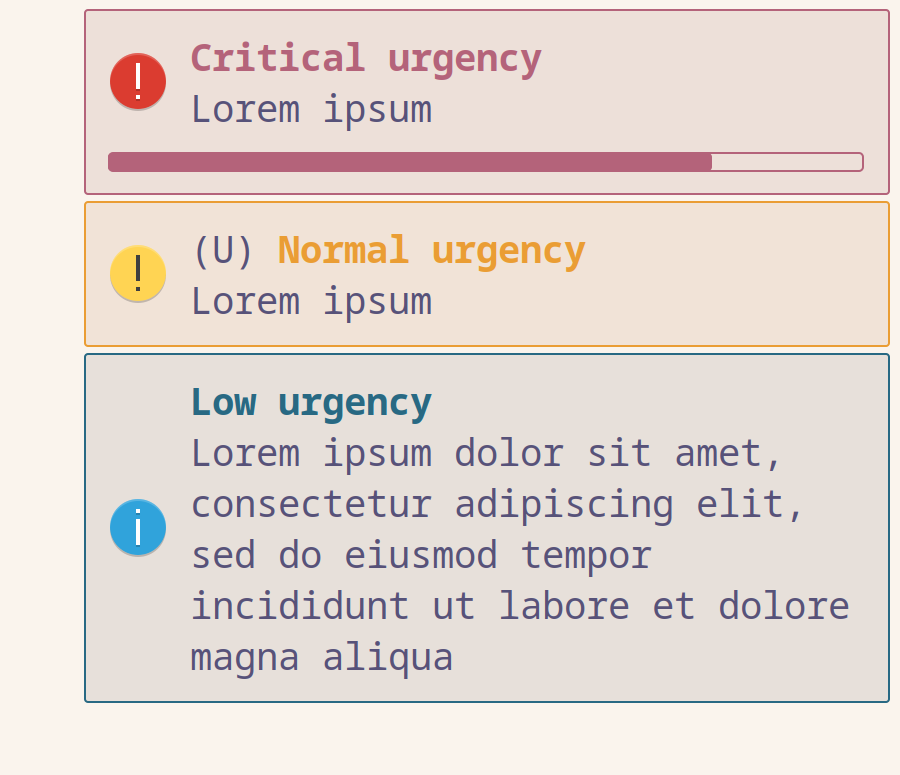 Critical urgency
Lorem ipsum
(U) Normal urgency
Lorem ipsum
Low urgency
Lorem ipsum dolor sit amet,
consectetur adipiscing elit,
sed do eiusmod tempor
incididunt ut labore et dolore
magna aliqua